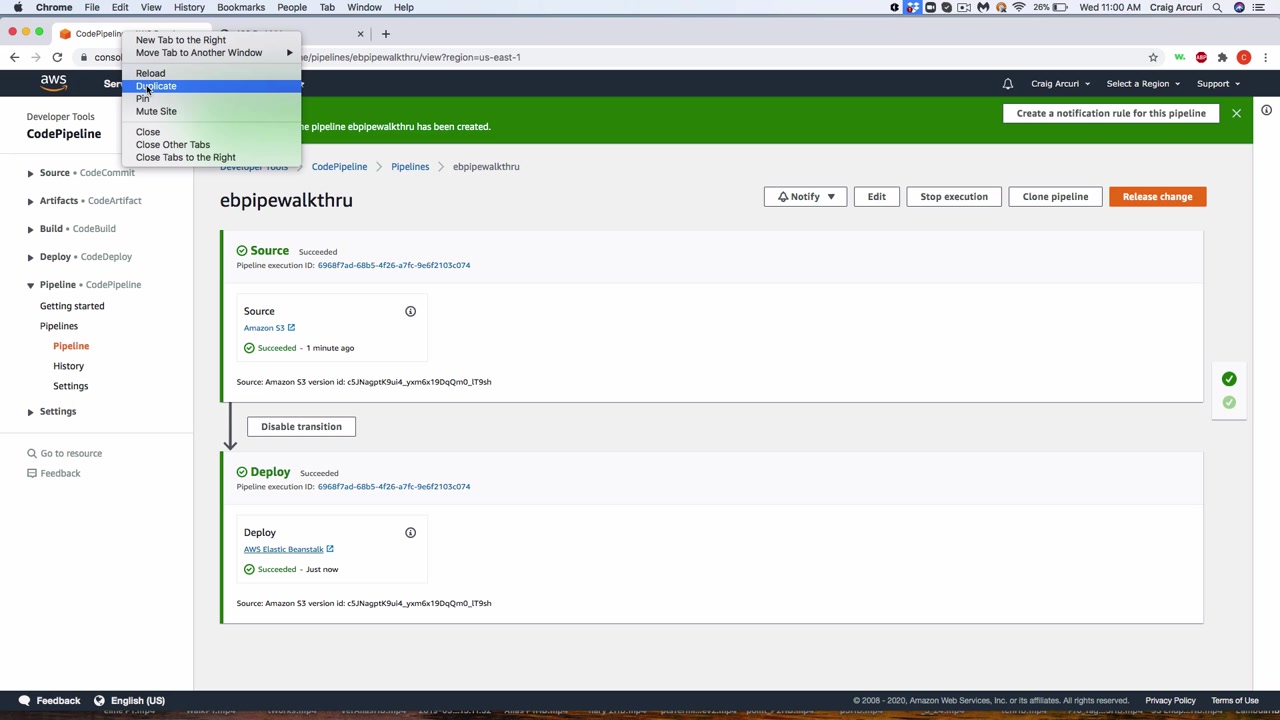 Chrome File Edit View History Bookmarks People Tab Window Help 26% Wed 11:00 AM Craig Arcuri
CodePipeline
New Tab to the Right
Move Tab to Another Window
Reload
Duplicate
Pin
Mute Site
Close
Close Other Tabs
Close Tabs to the Right
e/pipelines/ebpipewalkthru/view?region=us-east-1
aws Craig Arcuri Select a Region Support
Developer Tools
CodePipeline
Source • CodeCommit
Artifacts • CodeArtifact
Build • CodeBuild
Deploy • CodeDeploy
Pipeline • CodePipeline
Getting started
Pipelines
Pipeline
History
Settings
Settings
Go to resource
Feedback
he pipeline ebpipewalkthru has been created.
Create a notification rule for this pipeline
Developer Tools CodePipeline Pipelines ebpipewalkthru
ebpipewalkthru
Notify Edit Stop execution Clone pipeline Release change
Source Succeeded
Pipeline execution ID: 6968f7ad-68b5-4f26-a7fc-9e6f2103c074
Source
Amazon S3
Succeeded - 1 minute ago
Source: Amazon S3 version id: c5JNagptK9ui4_yxm6x19DqQm0_lT9sh
Disable transition
Deploy Succeeded
Pipeline execution ID: 6968f7ad-68b5-4f26-a7fc-9e6f2103c074
Deploy
AWS Elastic Beanstalk
Succeeded - Just now
Source: Amazon S3 version id: c5JNagptK9ui4_yxm6x19DqQm0_lT9sh
Feedback English (US) © 2008 - 2020, Amazon Web Services, Inc. or its affiliates. All rights reserved. Privacy Policy Terms of Use